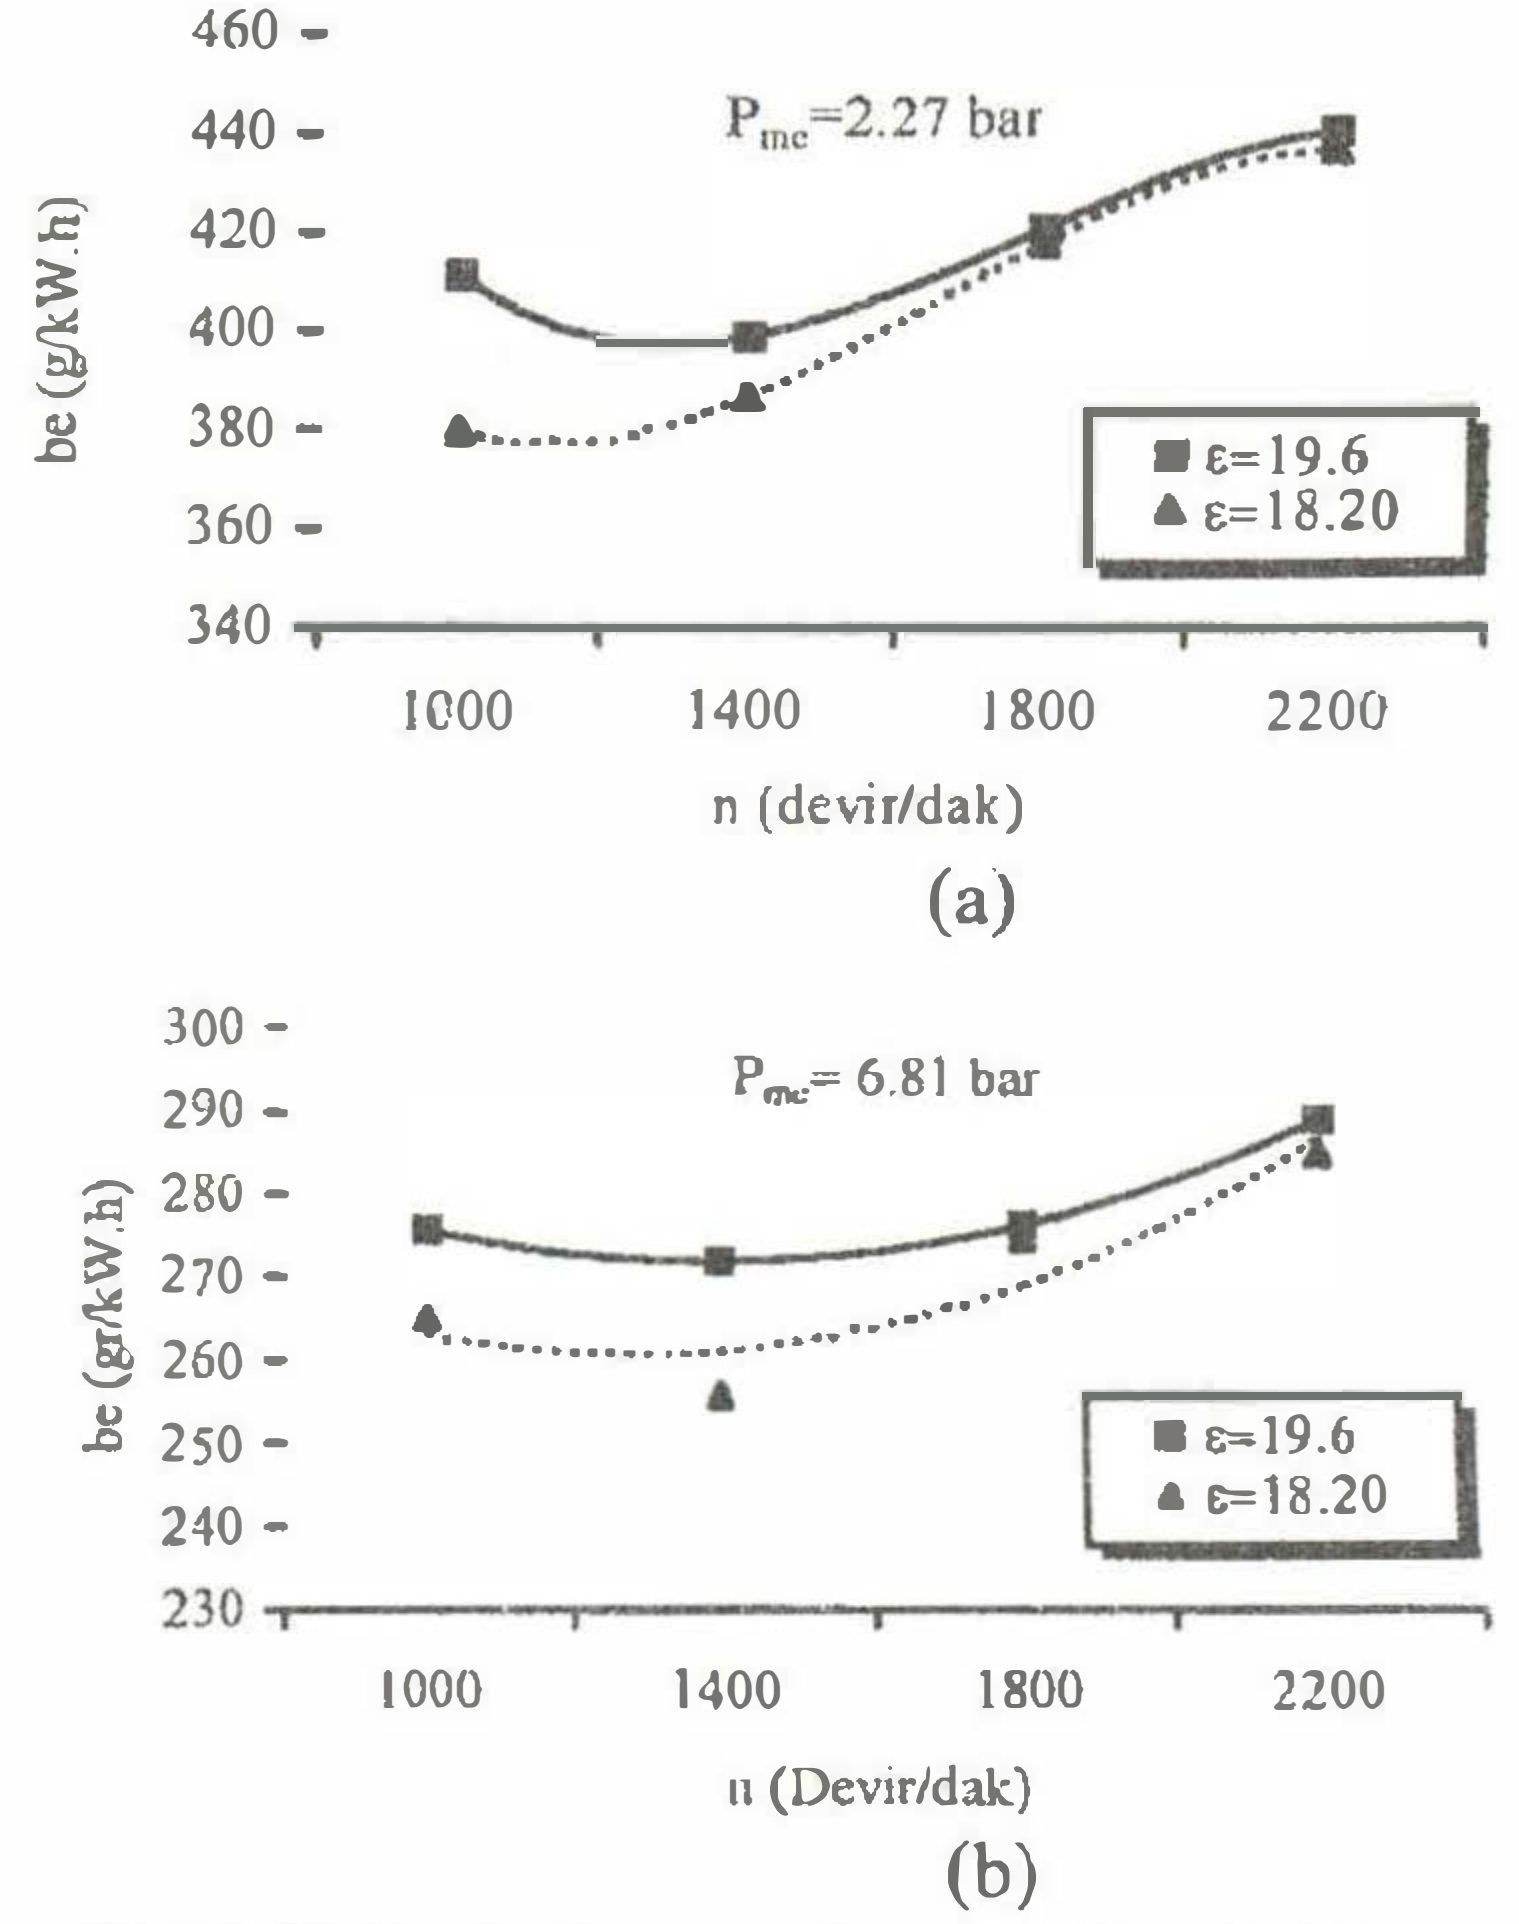 460
P_mc=2.27 bar
440
420
400
380
360
340
be (g/kW.h)
ε=19.6
ε=18.20
1000 1400 1800 2200
n (devir/dak)
(a)
300
P_mc= 6.81 bar
290
280
270
260
250
240
230
be (gr/kW.h)
ε=19.6
ε=18.20
1000 1400 1800 2200
n (Devir/dak)
(b)